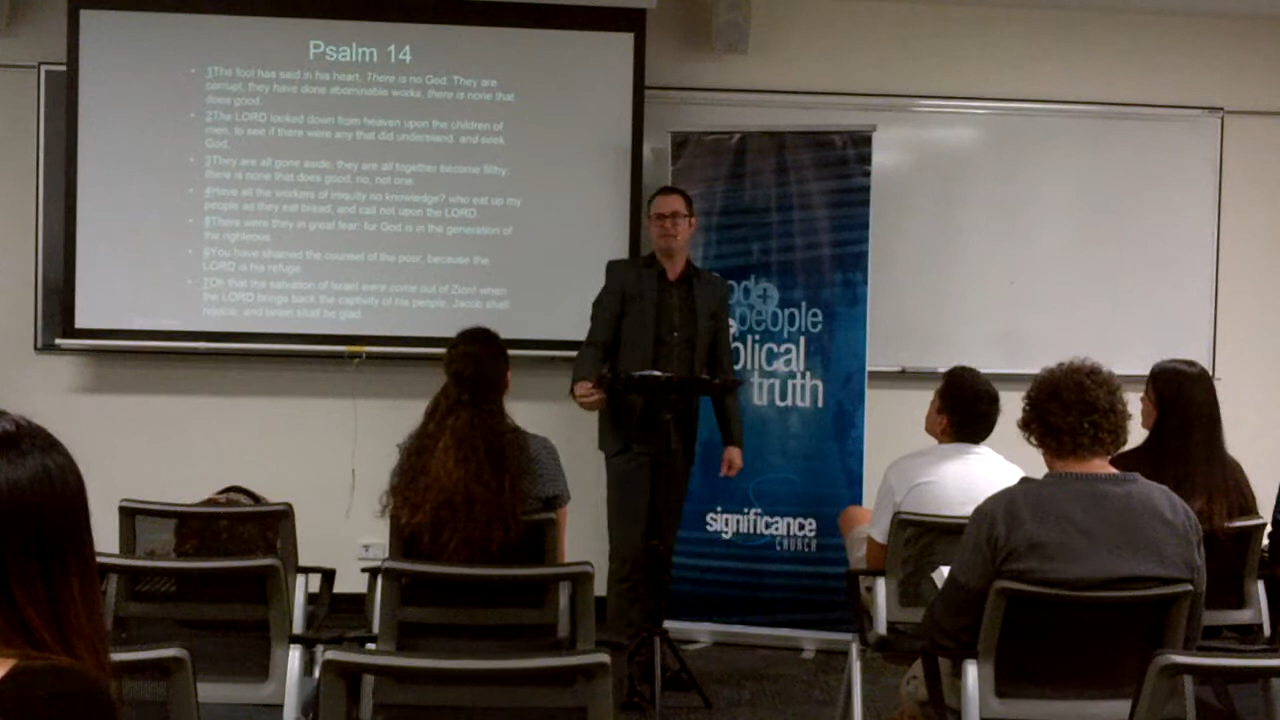 Psalm 14
1The fool has said in his heart, There is no God. They are
corrupt, they have done abominable works, there is none that
does good.
2The LORD looked down from heaven upon the children of
men, to see if there were any that did understand, and seek
God.
3They are all gone aside, they are all together become filthy:
there is none that does good, no, not one.
4Have all the workers of iniquity no knowledge? who eat up my
people as they eat bread, and call not upon the LORD.
5There were they in great fear: for God is in the generation of
the righteous.
6You have shamed the counsel of the poor, because the
LORD is his refuge.
7Oh that the salvation of Israel were come out of Zion! when
the LORD brings back the captivity of his people, Jacob shall
rejoice, and Israel shall be glad.
od+
people
blical
truth
significance
CHURCH